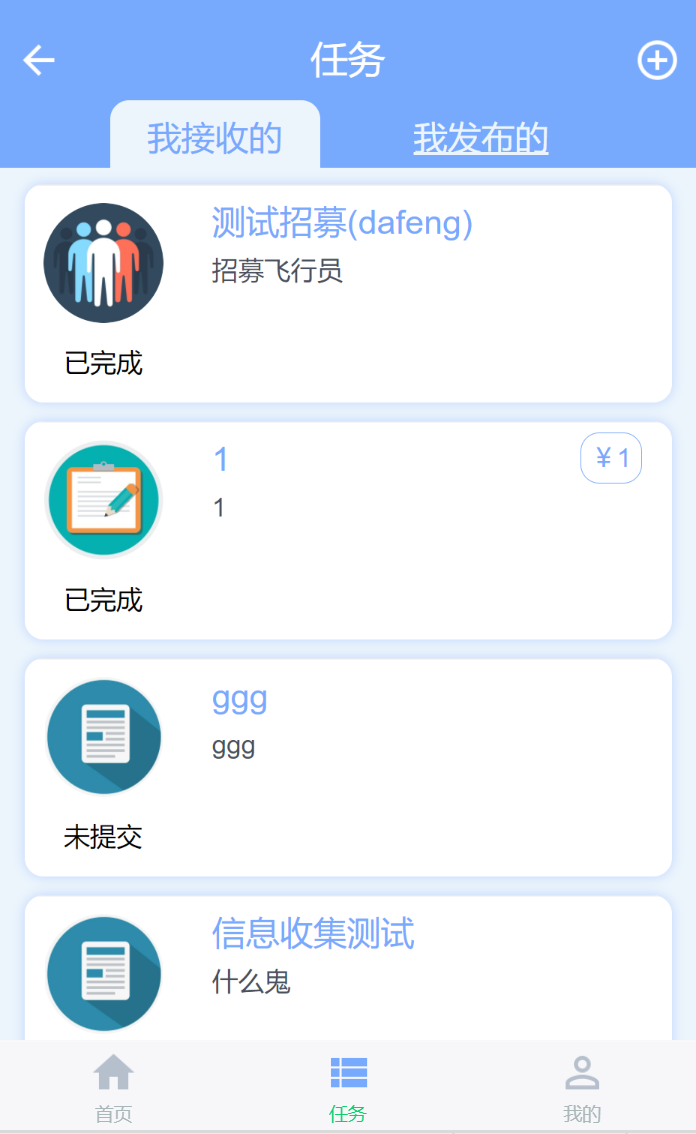 任务
我接收的
我发布的
测试招募(dafeng)
招募飞行员
已完成
1
¥ 1
1
已完成
ggg
ggg
未提交
信息收集测试
什么鬼
首页
任务
我的